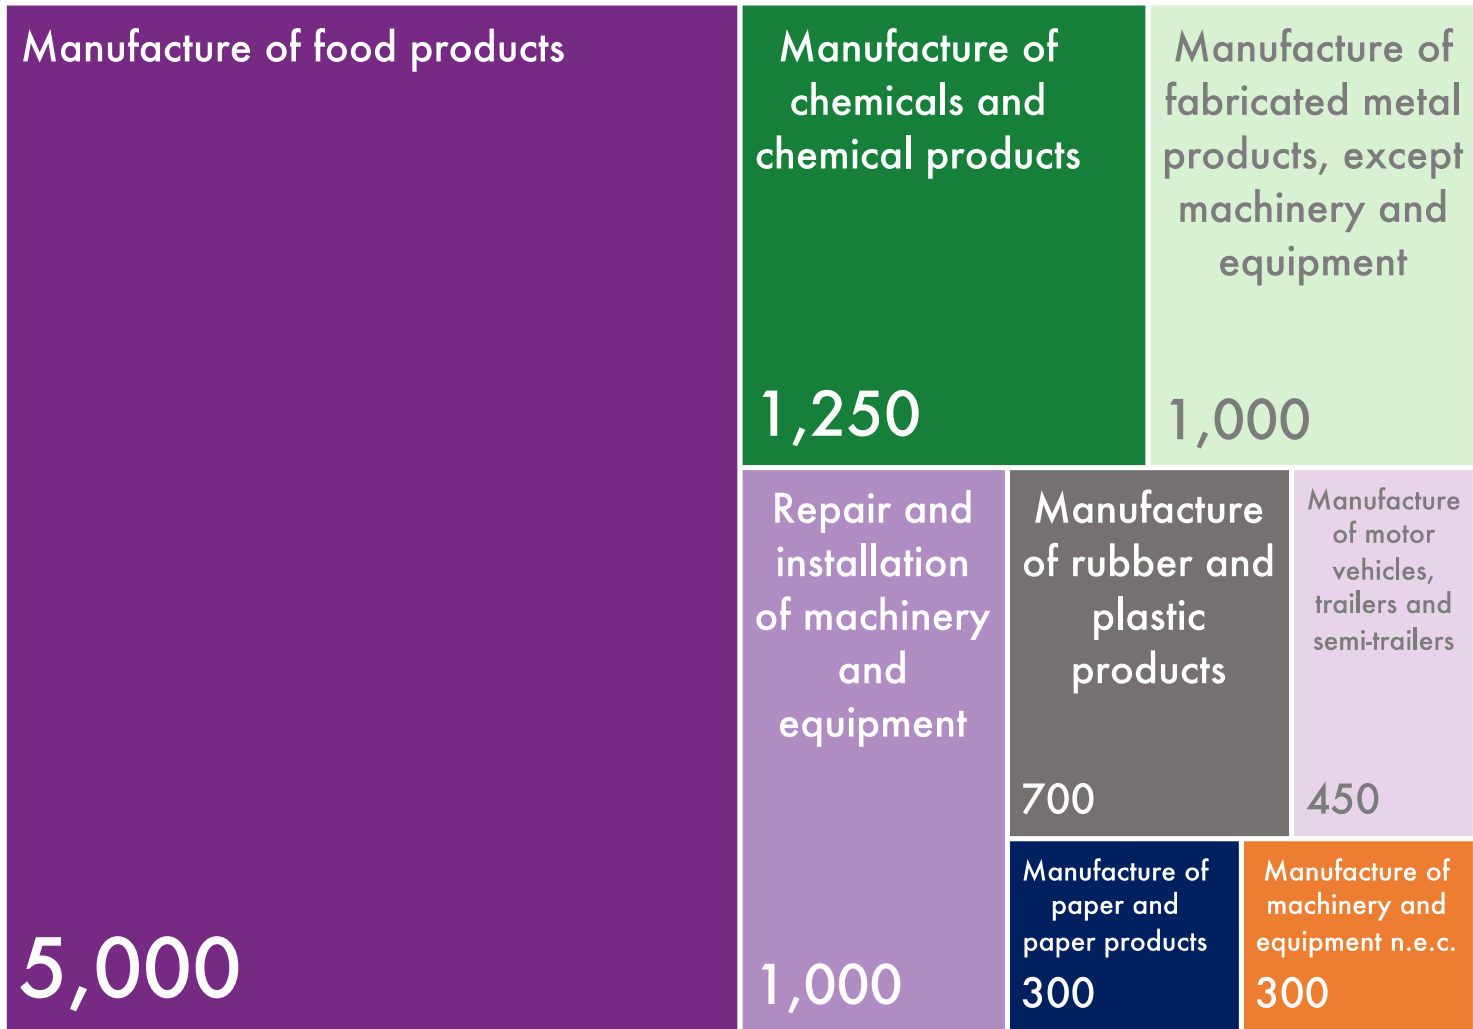 Manufacture of food products
5,000
Manufacture of
chemicals and
chemical products
1,250
Manufacture of
fabricated metal
products, except
machinery and
equipment
1,000
Repair and
installation
of machinery
and
equipment
1,000
Manufacture
of rubber and
plastic
products
700
Manufacture
of motor
vehicles,
trailers and
semi-trailers
450
Manufacture of
paper and
paper products
300
Manufacture of
machinery and
equipment n.e.c.
300